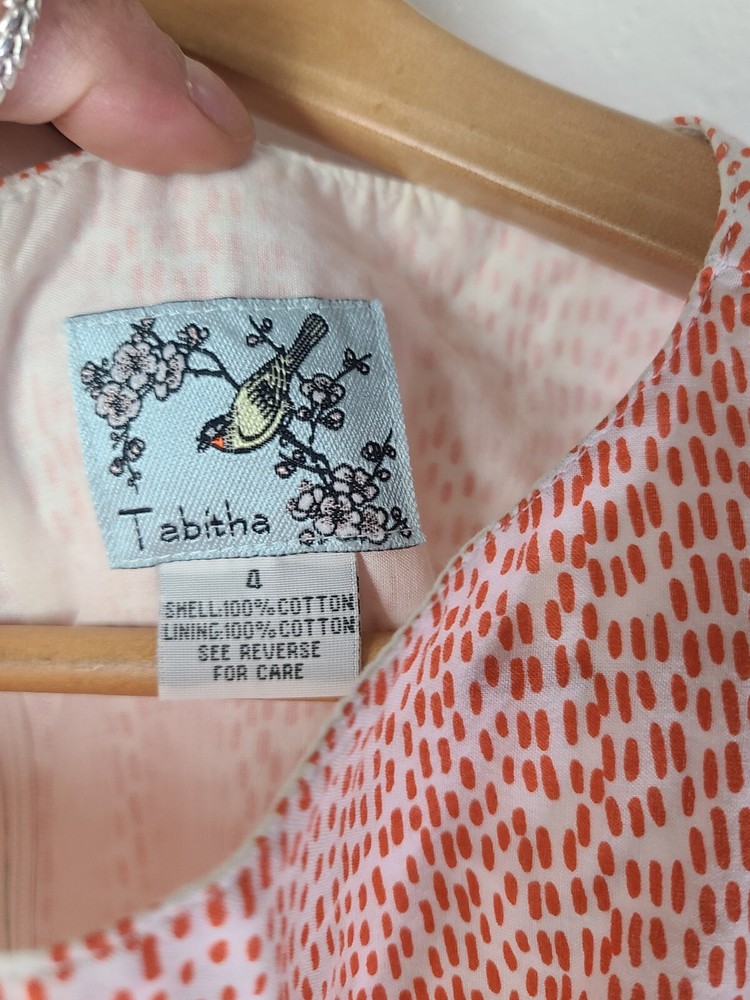 Tabitha
4
SHELL:100%COTTON
LINING:100%COTTON
SEE REVERSE
FOR CARE